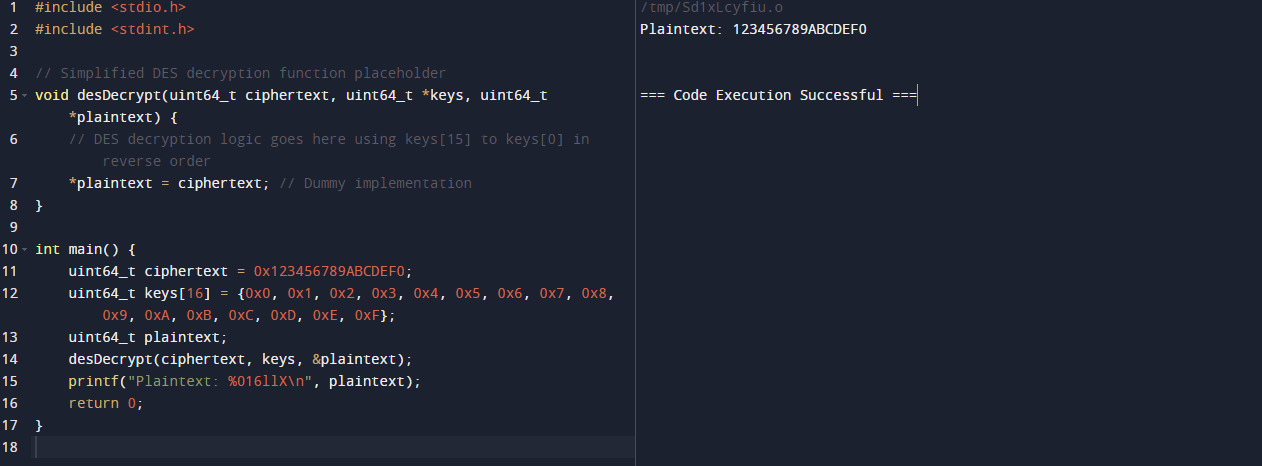 1 #include <stdio.h>
2 #include <stdint.h>
3
4 // Simplified DES decryption function placeholder
5 void desDecrypt(uint64_t ciphertext, uint64_t *keys, uint64_t
*plaintext) {
6 // DES decryption logic goes here using keys[15] to keys[0] in
reverse order
7 *plaintext = ciphertext; // Dummy implementation
8 }
9
10 int main() {
11 uint64_t ciphertext = 0x123456789ABCDEF0;
12 uint64_t keys[16] = {0x0, 0x1, 0x2, 0x3, 0x4, 0x5, 0x6, 0x7, 0x8,
0x9, 0xA, 0xB, 0xC, 0xD, 0xE, 0xF};
13 uint64_t plaintext;
14 desDecrypt(ciphertext, keys, &plaintext);
15 printf("Plaintext: %016llX\n", plaintext);
16 return 0;
17 }
18
/tmp/Sd1xLcyfiu.o
Plaintext: 123456789ABCDEF0
=== Code Execution Successful ===